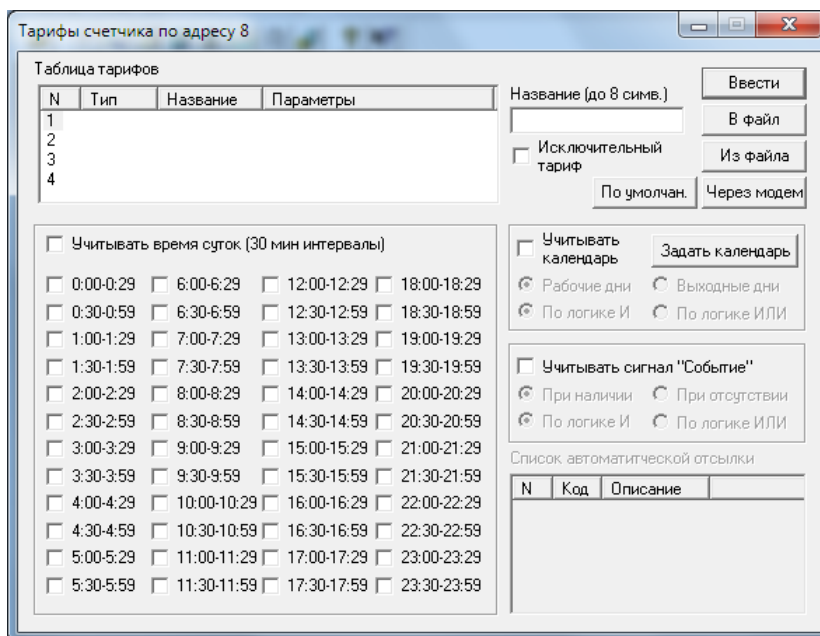 Тарифы счетчика по адресу 8
Таблица тарифов
N Тип Название Параметры
1
2
3
4
Название (до 8 симв.)
Исключительный
тариф
Ввести
В файл
Из файла
По умолчан. Через модем
Учитывать время суток (30 мин интервалы)
0:00-0:29 6:00-6:29 12:00-12:29 18:00-18:29
0:30-0:59 6:30-6:59 12:30-12:59 18:30-18:59
1:00-1:29 7:00-7:29 13:00-13:29 19:00-19:29
1:30-1:59 7:30-7:59 13:30-13:59 19:30-19:59
2:00-2:29 8:00-8:29 14:00-14:29 20:00-20:29
2:30-2:59 8:30-8:59 14:30-14:59 20:30-20:59
3:00-3:29 9:00-9:29 15:00-15:29 21:00-21:29
3:30-3:59 9:30-9:59 15:30-15:59 21:30-21:59
4:00-4:29 10:00-10:29 16:00-16:29 22:00-22:29
4:30-4:59 10:30-10:59 16:30-16:59 22:30-22:59
5:00-5:29 11:00-11:29 17:00-17:29 23:00-23:29
5:30-5:59 11:30-11:59 17:30-17:59 23:30-23:59
Учитывать
календарь
Задать календарь
Рабочие дни Выходные дни
По логике И По логике ИЛИ
Учитывать сигнал "Событие"
При наличии При отсутствии
По логике И По логике ИЛИ
Список автоматитческой отсылки
N Код Описание